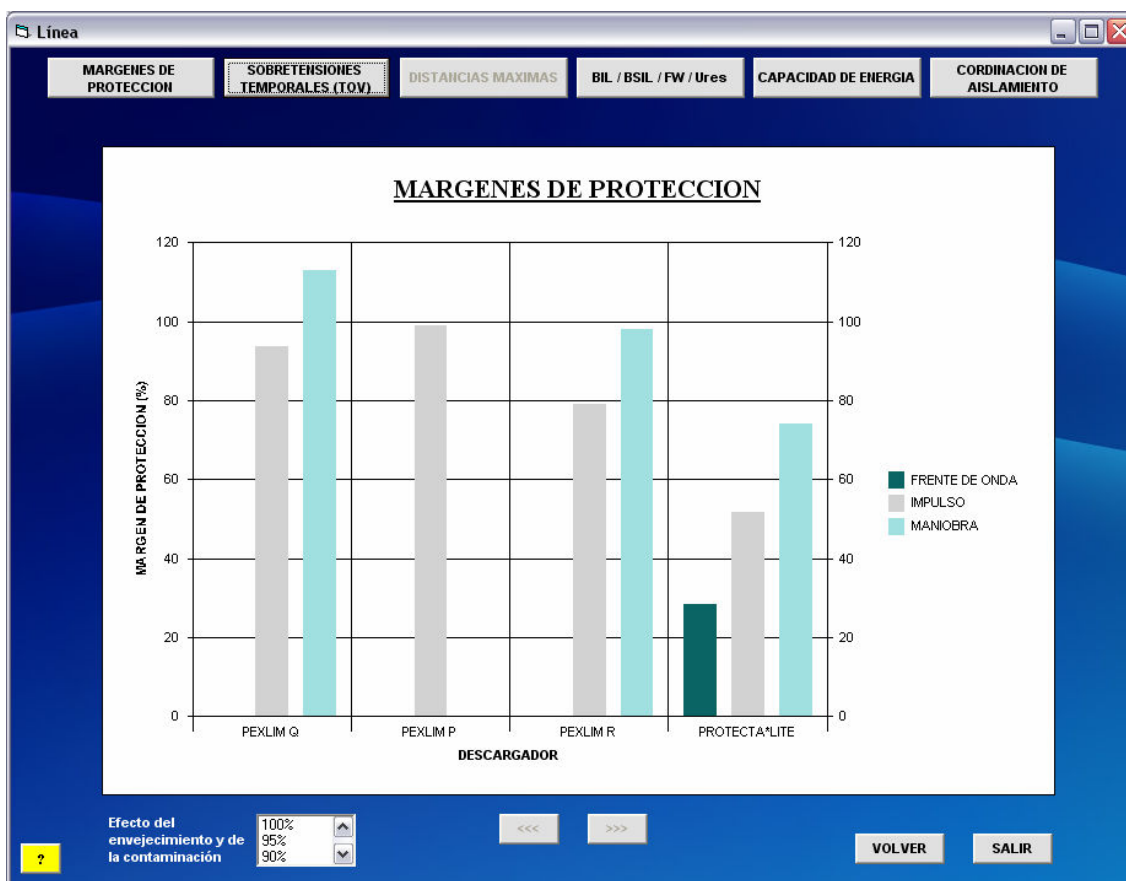 Línea
MARGENES DE
PROTECCION
SOBRETENSIONES
TEMPORALES (TOV)
DISTANCIAS MAXIMAS
BIL / BSIL / FW / Ures
CAPACIDAD DE ENERGIA
CORDINACION DE
AISLAMIENTO
MARGENES DE PROTECCION
MARGEN DE PROTECCION (%)
120
100
80
60
40
20
0
120
100
80
60
40
20
0
PEXLIM Q
PEXLIM P
PEXLIM R
PROTECTA*LITE
DESCARGADOR
FRENTE DE ONDA
IMPULSO
MANIOBRA
Efecto del
envejecimiento y de
la contaminación
100%
95%
90%
<<<
>>>
?
VOLVER
SALIR